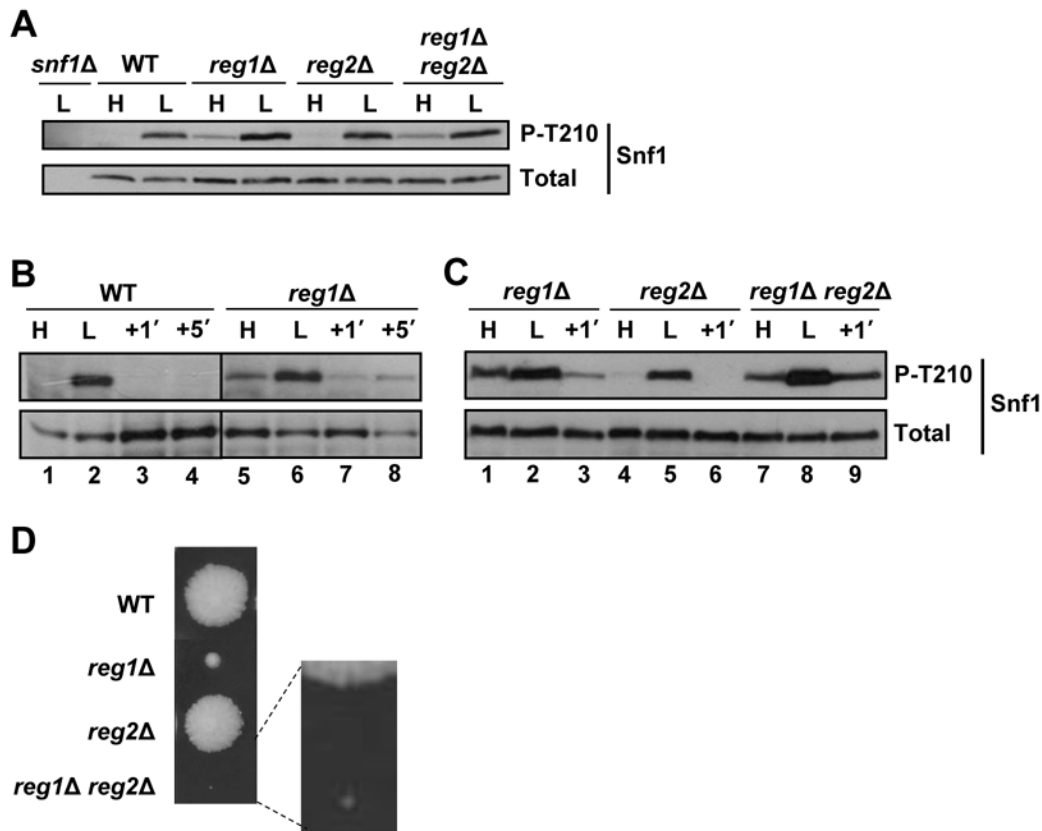 A
snf1Δ WT reg1Δ reg2Δ reg1Δ reg2Δ
L H L H L H L H L
P-T210
Total
Snf1
B
WT reg1Δ
H L +1′ +5′ H L +1′ +5′
1 2 3 4 5 6 7 8
C
reg1Δ reg2Δ reg1Δ reg2Δ
H L +1′ H L +1′ H L +1′
P-T210
Total
Snf1
1 2 3 4 5 6 7 8 9
D
WT
reg1Δ
reg2Δ
reg1Δ reg2Δ